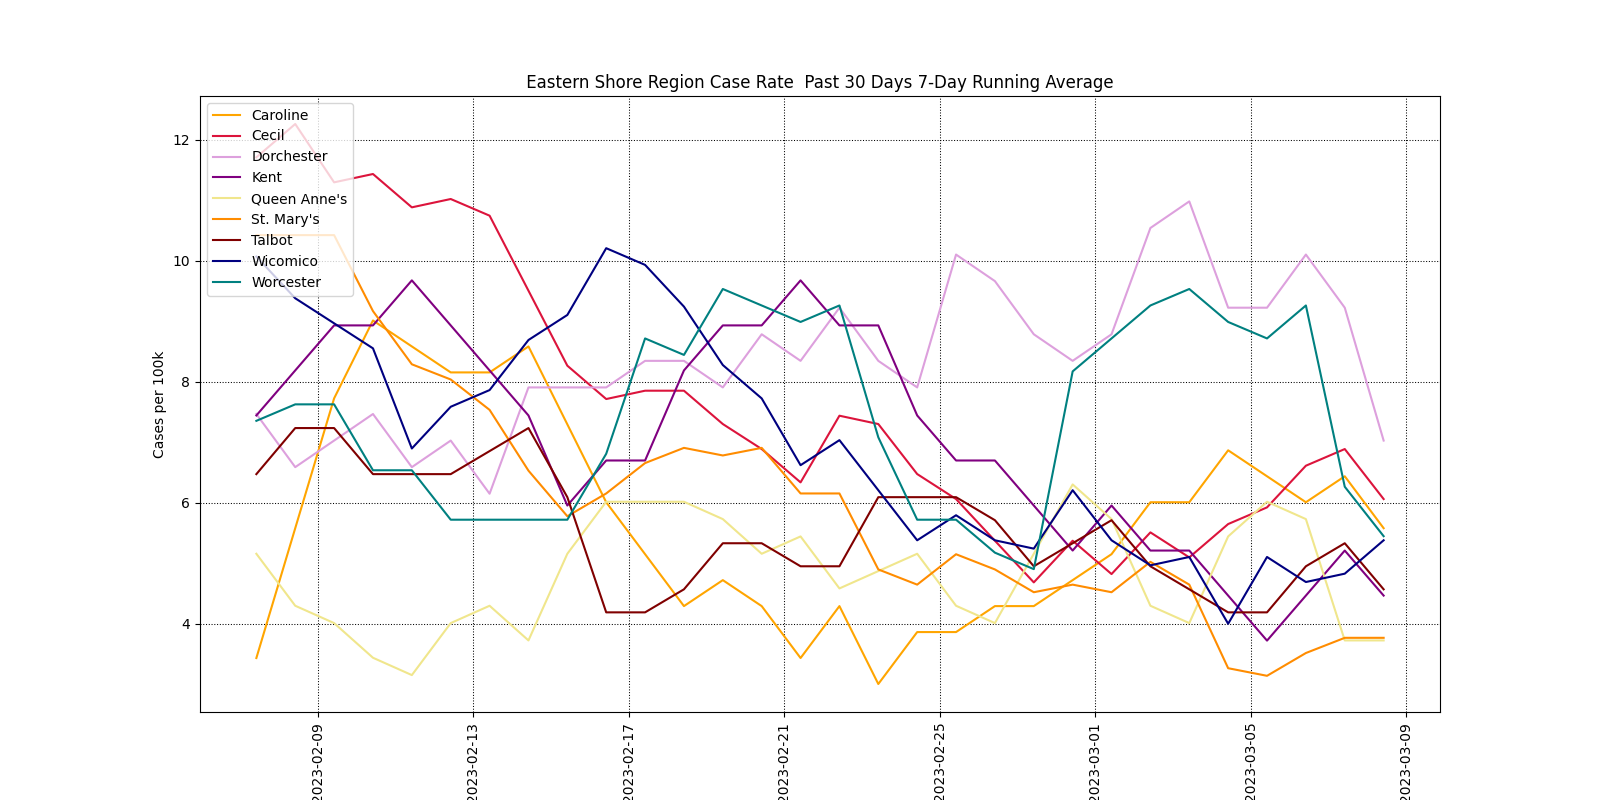 Eastern Shore Region Case Rate  Past 30 Days 7-Day Running Average
Caroline
Cecil
Dorchester
Kent
Queen Anne's
St. Mary's
Talbot
Wicomico
Worcester
Cases per 100k
12
10
8
6
4
2023-02-09
2023-02-13
2023-02-17
2023-02-21
2023-02-25
2023-03-01
2023-03-05
2023-03-09